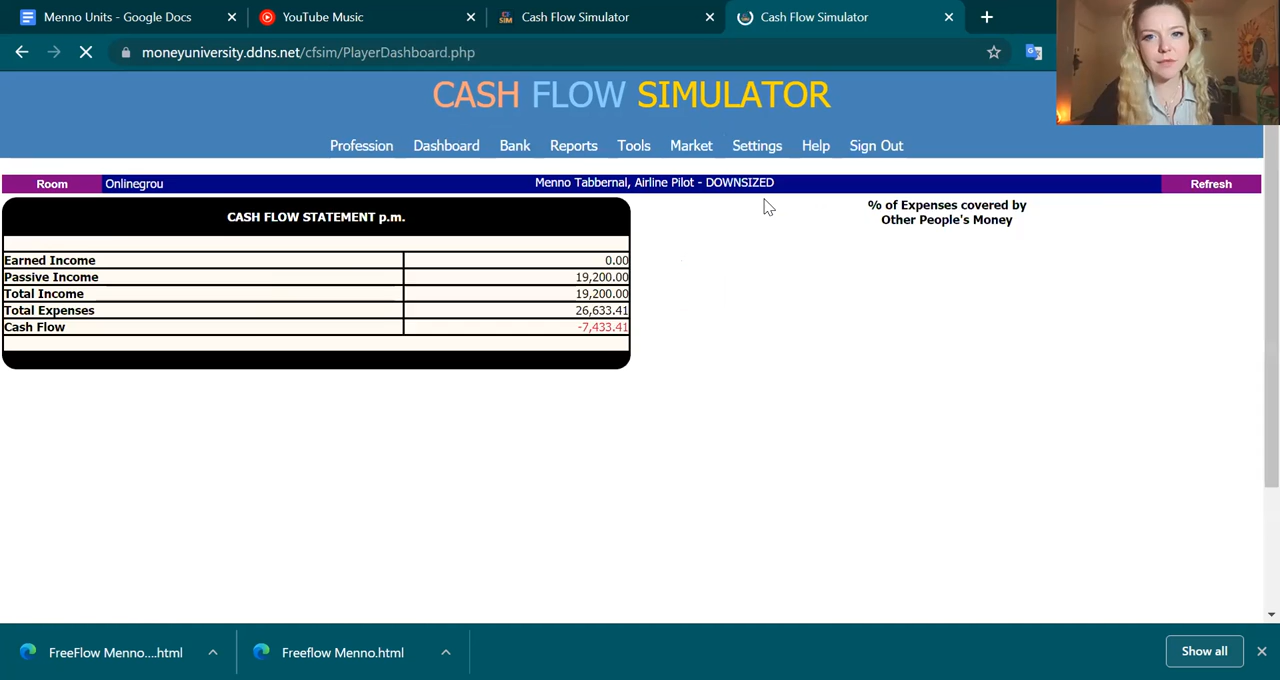 Menno Units - Google Docs
YouTube Music
Cash Flow Simulator
Cash Flow Simulator
moneyuniversity.ddns.net/cfsim/PlayerDashboard.php
CASH FLOW SIMULATOR
Profession Dashboard Bank Reports Tools Market Settings Help Sign Out
Room Onlinegrou Menno Tabbernal, Airline Pilot - DOWNSIZED Refresh
CASH FLOW STATEMENT p.m.
Earned Income 0.00
Passive Income 19,200.00
Total Income 19,200.00
Total Expenses 26,633.41
Cash Flow -7,433.41
% of Expenses covered by
Other People's Money
FreeFlow Menno....html
Freeflow Menno.html
Show all